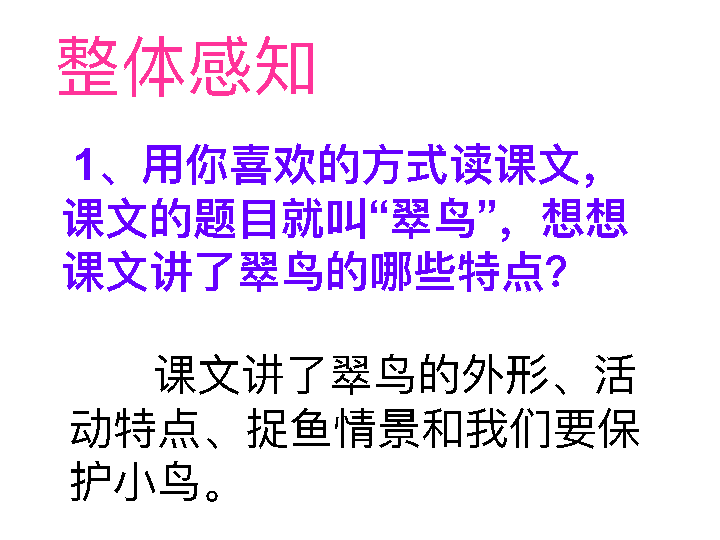 整体感知
1、用你喜欢的方式读课文，
课文的题目就叫“翠鸟”，想想
课文讲了翠鸟的哪些特点？
课文讲了翠鸟的外形、活
动特点、捉鱼情景和我们要保
护小鸟。